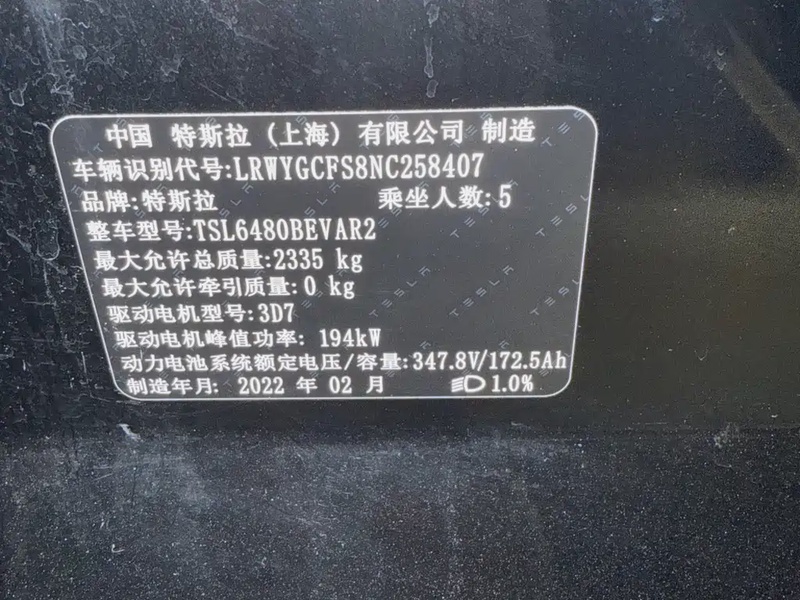 中国 特斯拉 (上海) 有限公司 制造
车辆识别代号:LRWYGCFS8NC258407
品牌:特斯拉 乘坐人数:5
整车型号:TSL6480BEVAR2
最大允许总质量:2335 kg
最大允许牵引质量:0 kg
驱动电机型号:3D7
驱动电机峰值功率: 194kW
动力电池系统额定电压/容量:347.8V/172.5Ah
制造年月: 2022 年 02 月 1.0%